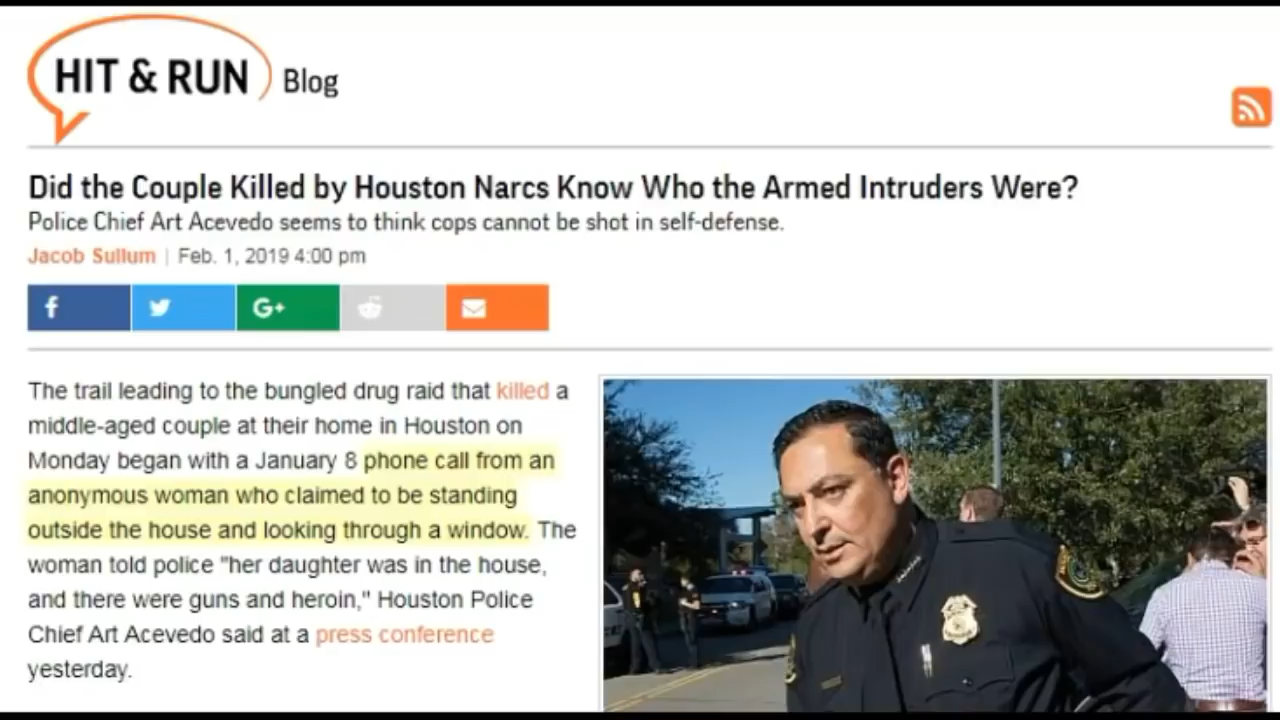 HIT & RUN Blog
Did the Couple Killed by Houston Narcs Know Who the Armed Intruders Were?
Police Chief Art Acevedo seems to think cops cannot be shot in self-defense.
Jacob Sullum | Feb. 1, 2019 4:00 pm
f G+
The trail leading to the bungled drug raid that killed a
middle-aged couple at their home in Houston on
Monday began with a January 8 phone call from an
anonymous woman who claimed to be standing
outside the house and looking through a window. The
woman told police "her daughter was in the house,
and there were guns and heroin," Houston Police
Chief Art Acevedo said at a press conference
yesterday.